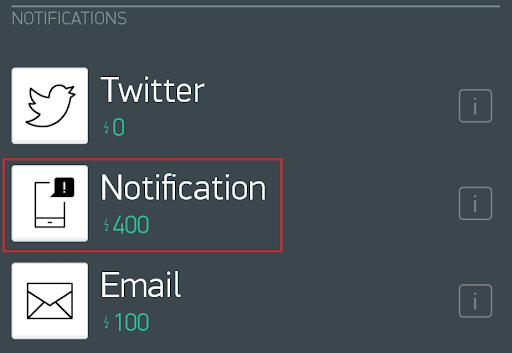 NOTIFICATIONS
Twitter
0
i
Notification
400
i
Email
100
i